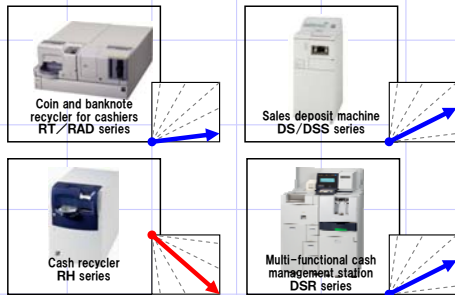 Coin and banknote
recycler for cashiers
RT／RAD series
Sales deposit machine
DS/DSS series
Cash recycler
RH series
Multi-functional cash
management station
DSR series